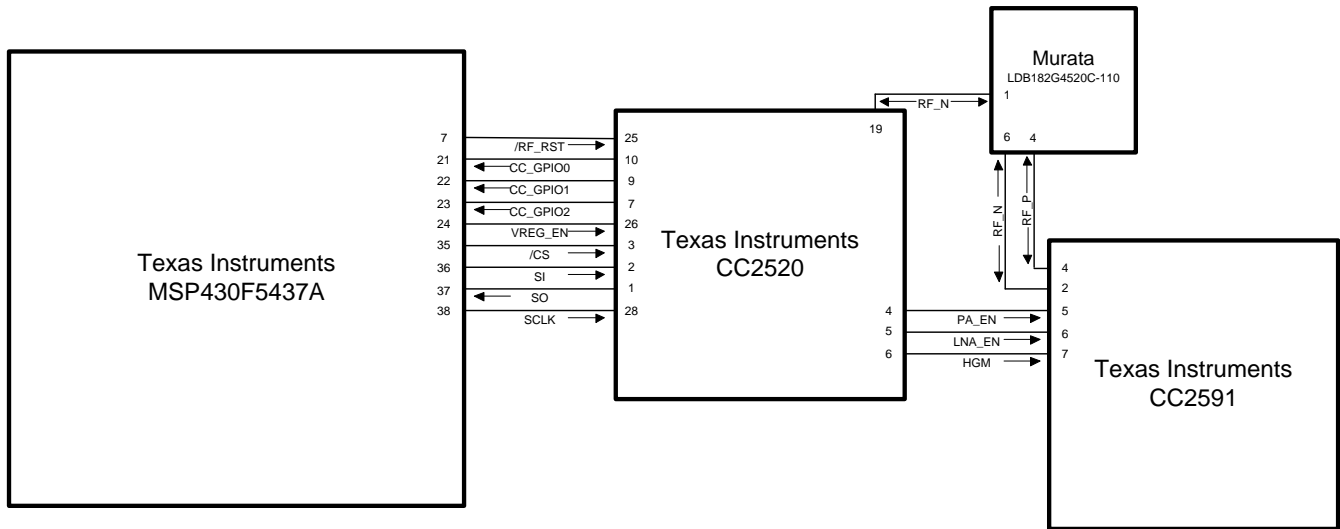 Murata
LDB182G4520C-110
1
RF_N
19
6 4
7 25
/RF_RST
21 10
CC_GPIO0
22 9
CC_GPIO1
23 7
CC_GPIO2
24 26
VREG_EN
35 3
/CS
36 2
SI
37 1
SO
38 28
SCLK
Texas Instruments
MSP430F5437A
Texas Instruments
CC2520
RF_N
RF_P
4
2
4 5
PA_EN
5 6
LNA_EN
6 7
HGM
Texas Instruments
CC2591